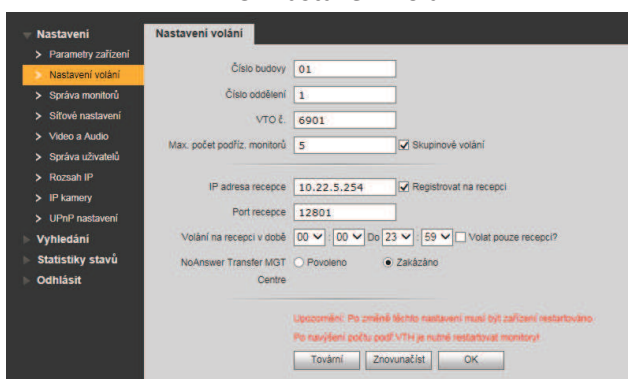 Nastavení
Nastavení volání
> Parametry zařízení
> Nastavení volání
> Správa monitorů
> Síťové nastavení
> Video a Audio
> Správa uživatelů
> Rozsah IP
> IP kamery
> UPnP nastavení
Vyhledání
Statistiky stavů
Odhlásit
Číslo budovy 01
Číslo oddělení 1
VTO č. 6901
Max. počet podříz. monitorů 5 Skupinové volání
IP adresa recepce 10.22.5.254 Registrovat na recepci
Port recepce 12801
Volání na recepci v době 00 : 00 Do 23 : 59 Volat pouze recepci?
NoAnswer Transfer MGT Povoleno Zakázáno
Centre
Upozornění: Po změně těchto nastavení musí být zařízení restartováno.
Po navýšení počtu podř. VTH je nutné restartovat monitory!
Tovární Znovunačíst OK